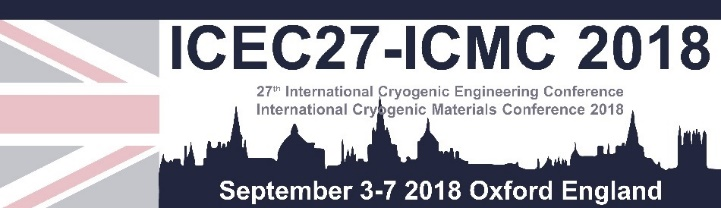 ICEC27-ICMC 2018
27th International Cryogenic Engineering Conference
International Cryogenic Materials Conference 2018
September 3-7 2018 Oxford England